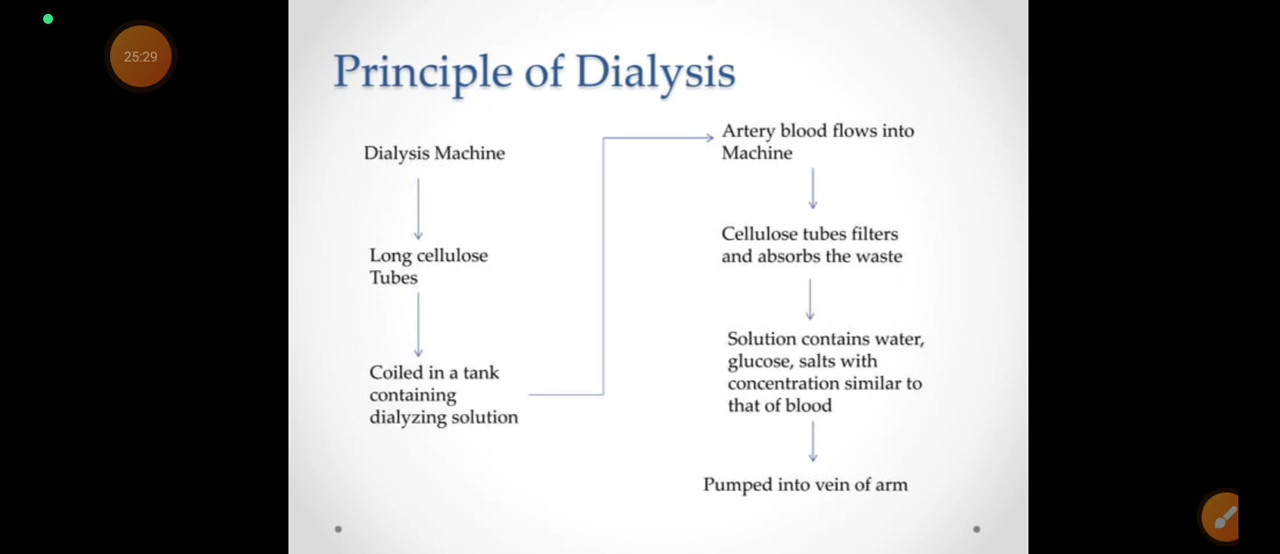 25:29
Principle of Dialysis
Dialysis Machine
Long cellulose
Tubes
Coiled in a tank
containing
dialyzing solution
Artery blood flows into
Machine
Cellulose tubes filters
and absorbs the waste
Solution contains water,
glucose, salts with
concentration similar to
that of blood
Pumped into vein of arm